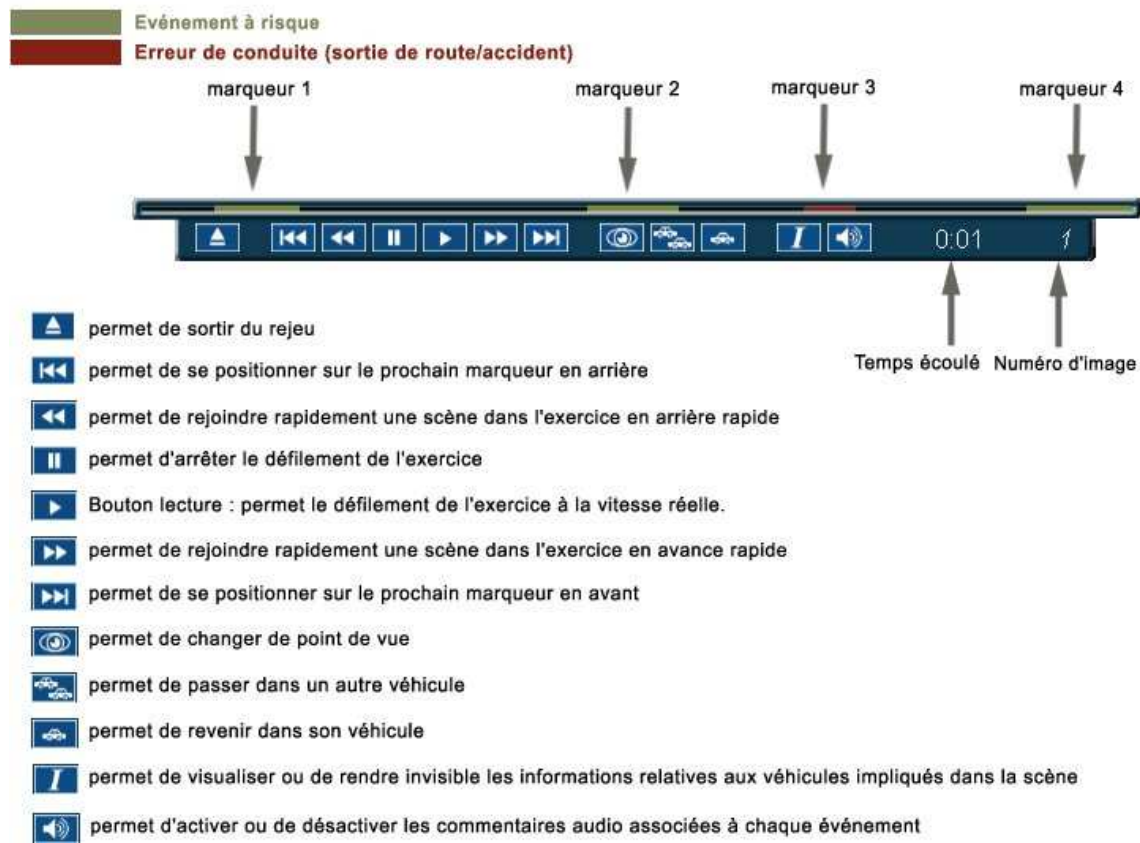 Evénement à risque
Erreur de conduite (sortie de route/accident)
marqueur 1 marqueur 2 marqueur 3 marqueur 4
I 0:01 1
Temps écoulé Numéro d'image
permet de sortir du rejeu
permet de se positionner sur le prochain marqueur en arrière
permet de rejoindre rapidement une scène dans l'exercice en arrière rapide
permet d'arrêter le défilement de l'exercice
Bouton lecture : permet le défilement de l'exercice à la vitesse réelle.
permet de rejoindre rapidement une scène dans l'exercice en avance rapide
permet de se positionner sur le prochain marqueur en avant
permet de changer de point de vue
permet de passer dans un autre véhicule
permet de revenir dans son véhicule
I permet de visualiser ou de rendre invisible les informations relatives aux véhicules impliqués dans la scène
permet d'activer ou de désactiver les commentaires audio associées à chaque événement